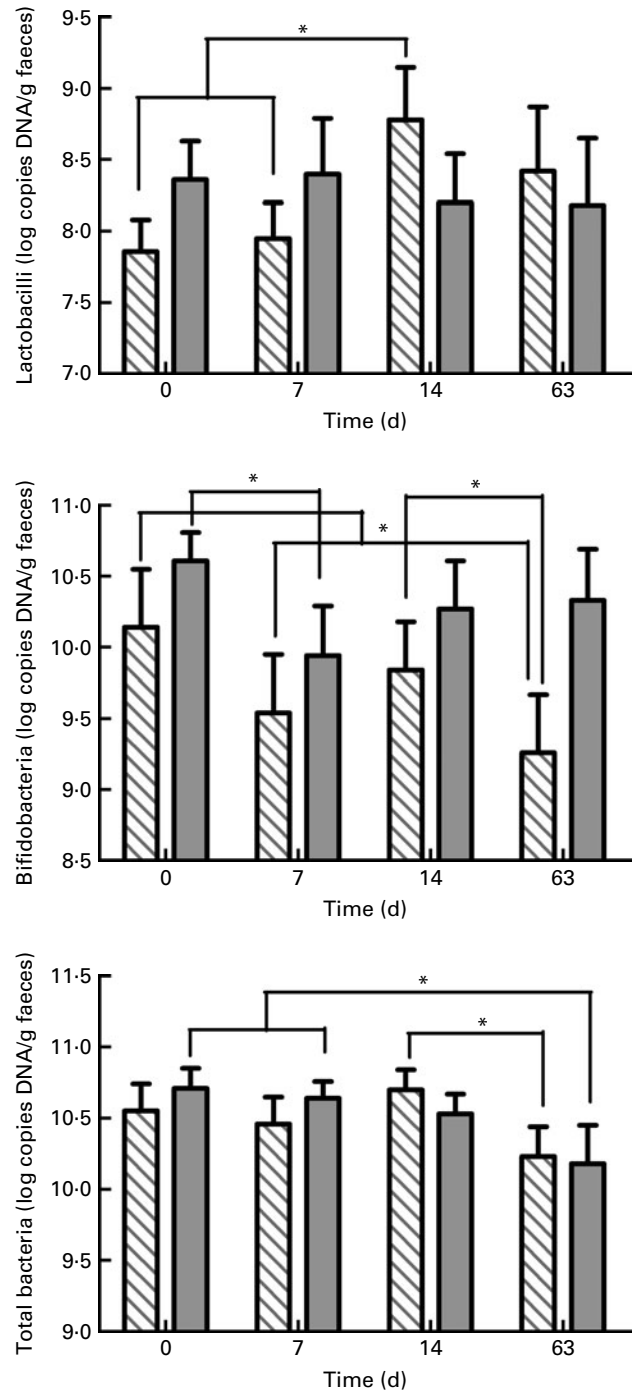 Lactobacilli (log copies DNA/g faeces)
9·5
9·0
8·5
8·0
7·5
7·0
*
0 7 14 63
Time (d)
Bifidobacteria (log copies DNA/g faeces)
11·0
10·5
10·0
9·5
9·0
8·5
* *
*
0 7 14 63
Time (d)
Total bacteria (log copies DNA/g faeces)
11·5
11·0
10·5
10·0
9·5
9·0
*
*
0 7 14 63
Time (d)